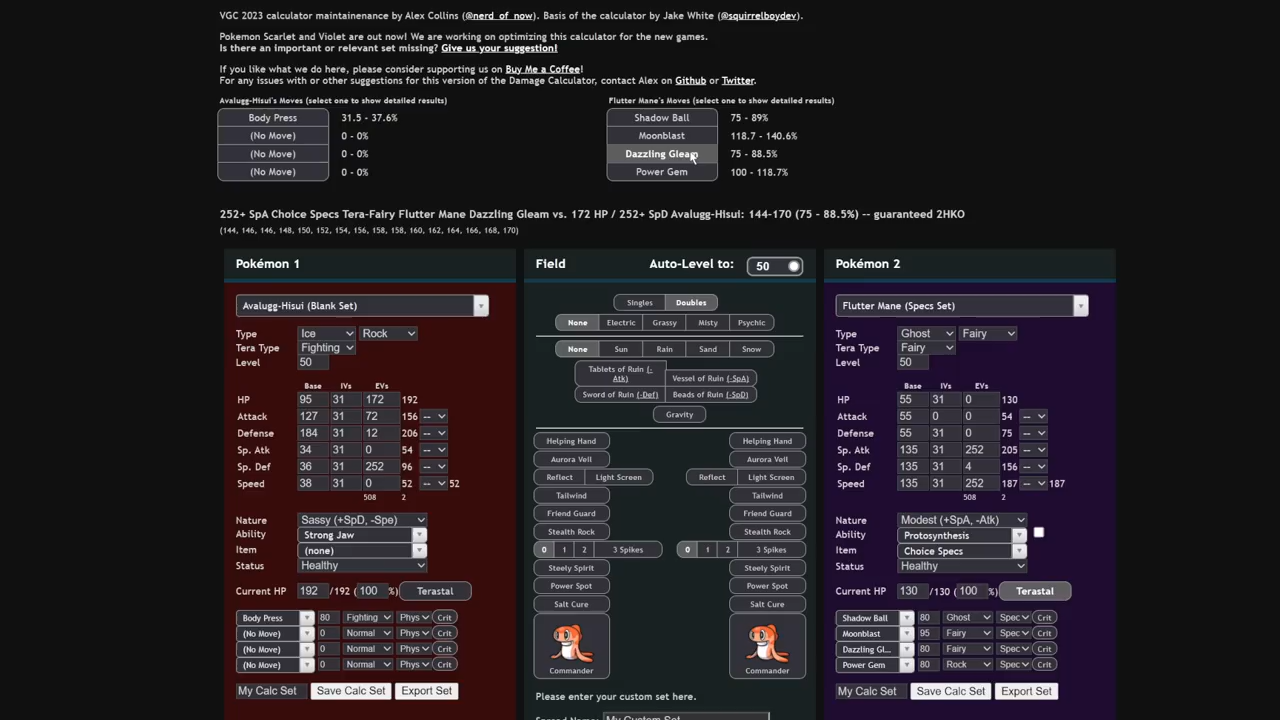 VGC 2023 calculator maintainenance by Alex Collins (@nerd_of_now). Basis of the calculator by Jake White (@squirrelboydev).
Pokemon Scarlet and Violet are out now! We are working on optimizing this calculator for the new games.
Is there an important or relevant set missing? Give us your suggestion!
If you like what we do here, please consider supporting us on Buy Me a Coffee!
For any issues with or other suggestions for this version of the Damage Calculator, contact Alex on Github or Twitter.
Avalugg-Hisui's Moves (select one to show detailed results)
Body Press 31.5 - 37.6%
(No Move) 0 - 0%
(No Move) 0 - 0%
(No Move) 0 - 0%
Flutter Mane's Moves (select one to show detailed results)
Shadow Ball 75 - 89%
Moonblast 118.7 - 140.6%
Dazzling Gleam 75 - 88.5%
Power Gem 100 - 118.7%
252+ SpA Choice Specs Tera-Fairy Flutter Mane Dazzling Gleam vs. 172 HP / 252+ SpD Avalugg-Hisui: 144-170 (75 - 88.5%) -- guaranteed 2HKO
(144, 146, 146, 148, 150, 152, 154, 156, 158, 158, 160, 162, 164, 166, 168, 170)
Pokémon 1
Avalugg-Hisui (Blank Set)
Type Ice Rock
Tera Type Fighting
Level 50
Base IVs EVs
HP 95 31 172 192
Attack 127 31 72 156 --
Defense 184 31 12 206 --
Sp. Atk 34 31 0 54 --
Sp. Def 36 31 252 96 --
Speed 38 31 0 52 -- 52
508 2
Nature Sassy (+SpD, -Spe)
Ability Strong Jaw
Item (none)
Status Healthy
Current HP 192 /192 ( 100 %) Terastal
Body Press 80 Fighting Phys Crit
(No Move) 0 Normal Phys Crit
(No Move) 0 Normal Phys Crit
(No Move) 0 Normal Phys Crit
My Calc Set Save Calc Set Export Set
Field Auto-Level to: 50
Singles Doubles
None Electric Grassy Misty Psychic
None Sun Rain Sand Snow
Tablets of Ruin (-Atk) Vessel of Ruin (-SpA)
Sword of Ruin (-Def) Beads of Ruin (-SpD)
Gravity
Helping Hand Helping Hand
Aurora Veil Aurora Veil
Reflect Light Screen Reflect Light Screen
Tailwind Tailwind
Friend Guard Friend Guard
Stealth Rock Stealth Rock
0 1 2 3 Spikes 0 1 2 3 Spikes
Steely Spirit Steely Spirit
Power Spot Power Spot
Salt Cure Salt Cure
Commander Commander
Please enter your custom set here.
Spread Name: My Custom Set
Pokémon 2
Flutter Mane (Specs Set)
Type Ghost Fairy
Tera Type Fairy
Level 50
Base IVs EVs
HP 55 31 0 130
Attack 55 0 0 54 --
Defense 55 31 0 75 --
Sp. Atk 135 31 252 205 --
Sp. Def 135 31 4 156 --
Speed 135 31 252 187 -- 187
508 2
Nature Modest (+SpA, -Atk)
Ability Protosynthesis
Item Choice Specs
Status Healthy
Current HP 130 /130 ( 100 %) Terastal
Shadow Ball 80 Ghost Spec Crit
Moonblast 95 Fairy Spec Crit
Dazzling Gl... 80 Fairy Spec Crit
Power Gem 80 Rock Spec Crit
My Calc Set Save Calc Set Export Set